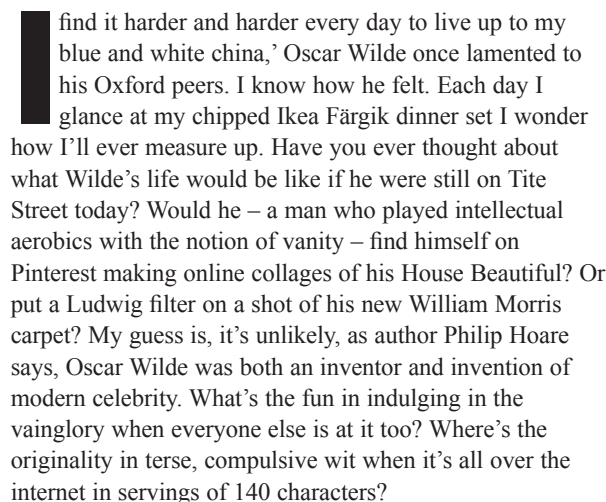 I find it harder and harder every day to live up to my
blue and white china,’ Oscar Wilde once lamented to
his Oxford peers. I know how he felt. Each day I
glance at my chipped Ikea Färgik dinner set I wonder
how I’ll ever measure up. Have you ever thought about
what Wilde’s life would be like if he were still on Tite
Street today? Would he – a man who played intellectual
aerobics with the notion of vanity – find himself on
Pinterest making online collages of his House Beautiful? Or
put a Ludwig filter on a shot of his new William Morris
carpet? My guess is, it’s unlikely, as author Philip Hoare
says, Oscar Wilde was both an inventor and invention of
modern celebrity. What’s the fun in indulging in the
vainglory when everyone else is at it too? Where’s the
originality in terse, compulsive wit when it’s all over the
internet in servings of 140 characters?